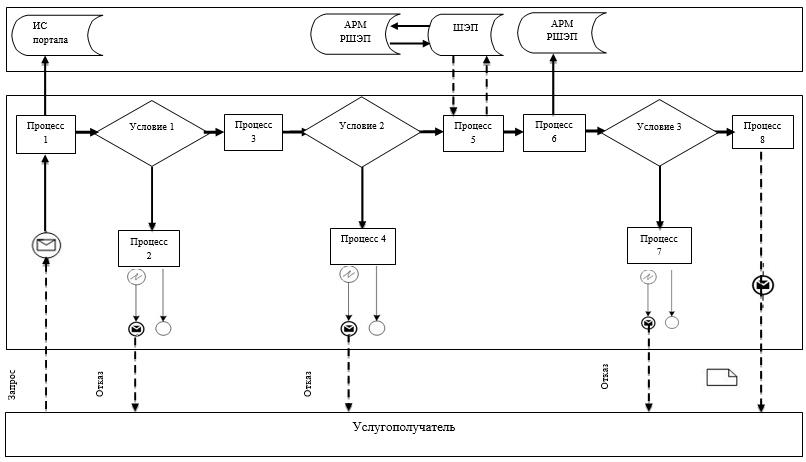 ИС
портала
АРМ
РШЭП
ШЭП
АРМ
РШЭП
Процесс
1
Условие 1
Процесс
3
Условие 2
Процесс
5
Процесс
6
Условие 3
Процесс
8
Процесс
2
Процесс 4
Процесс
7
Запрос
Отказ
Отказ
Отказ
Услугополучатель